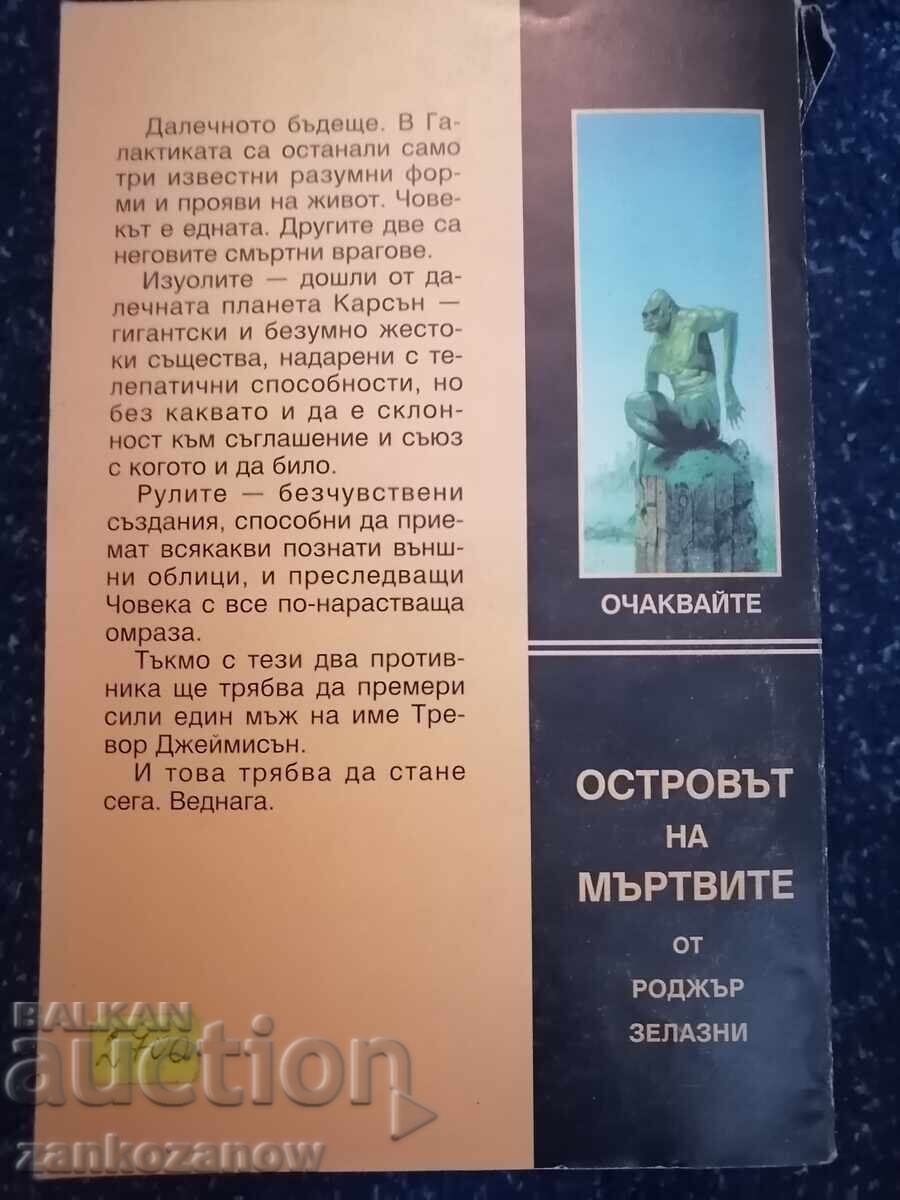 Далечното бъдеще. В Га-
лактиката са останали само
три известни разумни фор-
ми и прояви на живот. Чове-
кът е едната. Другите две са
неговите смъртни врагове.
Изуолите — дошли от да-
лечната планета Карсън —
гигантски и безумно жесто-
ки същества, надарени с те-
лепатични способности, но
без каквато и да е склон-
ност към съглашение и съюз
с когото и да било.
Рулите — безчувствени
създания, способни да прие-
мат всякакви познати външ-
ни облици, и преследващи
Човека с все по-нарастваща
омраза.
Тъкмо с тези два против-
ника ще трябва да премери
сили един мъж на име Тре-
вор Джеймисън.
И това трябва да стане
сега. Веднага.
ОЧАКВАЙТЕ
ОСТРОВЪТ
НА
МЪРТВИТЕ
ОТ
РОДЖЪР
ЗЕЛАЗНИ
BALKAN
auction
zankozanow